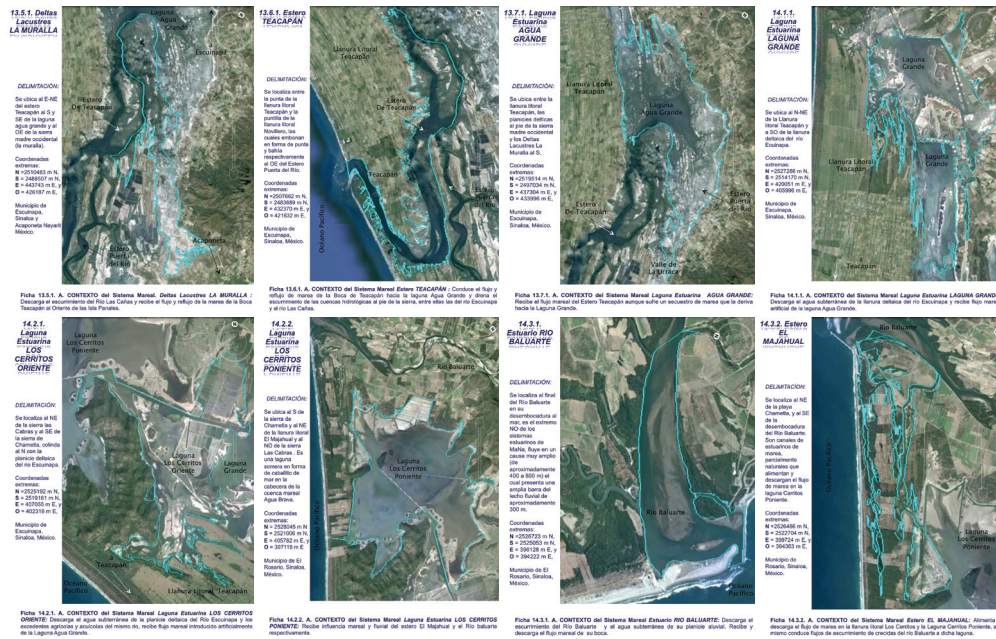 13.5.1. Deltas
Lacustres
LA MURALLA
DELIMITACIÓN:
Se ubica al E-NE
del estero
Teacapán al S y
SE de la laguna
agua grande y al
OE de la sierra
madre occidental
(la muralla).
Coordenadas
extremas:
N =2510483 m N,
S = 2488507 m N,
E = 443743 m E, y
O = 426187 m E,
Municipio de
Escuinapa,
Sinaloa y
Acaponeta Nayarit
México.
Laguna
Agua
Grande
Escuinapa
Estero
De Teacapán
Estero
Puerta
del Río
Acaponeta
Ficha 13.5.1. A. CONTEXTO del Sistema Mareal. Deltas Lacustres LA MURALLA :
Descarga el escurrimiento del Río Las Cañas y recibe el flujo y reflujo de la marea de la Boca
Teacapán al Oriente de las Isla Panales.
13.6.1. Estero
TEACAPÁN
DELIMITACIÓN:
Se localiza entre
la punta de la
llanura litoral
Teacapán y la
puntilla de la
llanura litoral
Novillero, las
cuales embonan
en forma de punta
y bahía
respectivamente
al OE del Estero
Puerta del Río.
Coordenadas
extremas:
N =2507662 m N,
S = 2483689 m N,
E = 432370 m E, y
O = 421632 m E,
Municipio de
Escuinapa,
Sinaloa, México.
Llanura Litoral
Teacapán
Estero
De Teacapán
Estero
Puertas
del Río
Océano Pacífico
Ficha 13.6.1. A. CONTEXTO del Sistema Mareal Estero TEACAPÁN : Conduce el flujo y
reflujo de marea de la Boca de Teacapán hacia la laguna Agua Grande y drena el
escurrimiento de las cuencas hidrológicas al pie de la sierra, entre ellas las del río Escuinapa
y el río Las Cañas.
13.7.1. Laguna
Estuarina
AGUA
GRANDE
DELIMITACIÓN:
Se ubica entre la
llanura litoral
Teacapán, las
planicies delticas
al pie de la sierra
madre occidental
y los Deltas
Lacustres La
Muralla al S.
Coordenadas
extremas:
N =2519514 m N,
S = 2497034 m N,
E = 437304 m E, y
O = 433996 m E,
Municipio de
Escuinapa,
Sinaloa, México.
Llanura Litoral
Teacapán
Laguna
Agua Grande
Estero
De Teacapán
Estero
Puerta
del Río
Valle de
La Urraca
Ficha 13.7.1. A. CONTEXTO del Sistema Mareal Laguna Estuarina AGUA GRANDE:
Recibe el flujo mareal del Estero Teacapán aunque sufre un secuestro de marea que la deriva
hacia la Laguna Grande.
14.1.1.
Laguna
Estuarina
LAGUNA
GRANDE
DELIMITACIÓN:
Se ubica al N-NE
de la Llanura
litoral Teacapán y
a SO de la llanura
deltaica del río
Ecuinapa.
Coordenadas
extremas:
N =2527286 m N,
S = 2514170 m N,
E = 420051 m E, y
O = 405996 m E,
Municipio de
Escuinapa,
Sinaloa, México.
Laguna
Grande
Llanura Litoral
Teacapán
Laguna
Grande
Teacapán
Ficha 14.1.1. A. CONTEXTO del Sistema Mareal Laguna Estuarina LAGUNA GRAND
Descarga el agua subterránea de la llanura deltaica del río Escuinapa y recibe flujo mare
artificial de la laguna Agua Grande.
14.2.1.
Laguna
Estuarina
LOS
CERRITOS
ORIENTE
DELIMITACIÓN:
Se localiza al NE
de la sierra las
Cabras y al SE de
la sierra de
Chametla, colinda
al N con la
planicie deltaica
del rio Escuinapa.
Coordenadas
extremas:
N =2525192 m N,
S = 2519161 m N,
E = 407055 m E, y
O = 402316 m E,
Municipio de
Escuinapa,
Sinaloa, México.
Laguna
Los Cerritos
Poniente
Laguna
Los Cerritos
Oriente
Laguna
Grande
Teacapán
Océano
Pacífico
Llanura Litoral Teacapán
Ficha 14.2.1. A. CONTEXTO del Sistema Mareal Laguna Estuarina LOS CERRITOS
ORIENTE: Descarga el agua subterránea de la planicie deltaica del Río Escuinapa y los
excedentes agrícolas y acuícolas del mismo río, recibe flujo mareal introducido artificialmente
de la Laguna Agua Grande.
14.2.2.
Laguna
Estuarina
LOS
CERRITOS
PONIENTE
DELIMITACIÓN:
Se ubica al S de
la sierra de
Chametla y al NE
de la llanura litoral
El Majahual y al
NO de la sierra
Las Cabras . Es
una laguna
somera en forma
de caballito de
mar en la
cabecera de la
cuenca mareal
Agua Brava.
Coordenadas
extremas:
N = 2528045 m N
S = 2521006 m N,
E = 405782 m E y
O = 397119 m E
Municipio de El
Rosario, Sinaloa,
México.
Río Baluarte
Laguna
Los Cerritos
Poniente
Océano Pacífico
Ficha 14.2.2. A. CONTEXTO del Sistema Mareal Laguna Estuarina LOS CERRITOS
PONIENTE: Recibe influencia mareal y fluvial del estero El Majahual y el Río baluarte
respectivamente.
14.3.1.
Estuario RIO
BALUARTE
DELIMITACIÓN:
Se localiza al final
del Río Baluarte
en su
desembocadura al
mar, es el extremo
NO de los
sistemas
estuarinos de
MaNa, fluye en un
cause muy amplio
(de
aproximadamente
400 a 500 m) el
cual presenta una
amplia barra del
lecho fluvial de
aproximadamente
300 m.
Coordenadas
extremas:
N =2526723 m N,
S = 2525053 m N,
E = 396128 m E, y
O = 394222 m E,
Municipio de El
Rosario, Sinaloa,
México.
Río Baluarte
Océano
Pacífico
Ficha 14.3.1. A. CONTEXTO del Sistema Mareal Estuario RIO BALUARTE: Descarga el
escurrimiento del Río Baluarte y el agua subterránea de su planicie aluvial. Recibe y
descarga el flujo mareal de su boca.
14.3.2. Estero
EL
MAJAHUAL
DELIMITACIÓN:
Se localiza al NE
de la playa
Chametla, y al SE
de la
desembocadura
del Río Baluarte.
Son canales de
esteros de
marea,
parcialmente
naturales que
alimentan y
descargan el flujo
de marea en la
laguna Cerritos
Poniente.
Coordenadas
extremas:
N =2526486 m N,
S = 2522704 m N,
E = 399724 m E, y
O = 394363 m E,
Municipio de El
Rosario, Sinaloa,
México.
Río Baluarte
Océano Pacífico
Laguna
Los Cerritos
Poniente
Ficha 14.3.2. A. CONTEXTO del Sistema Mareal Estero EL MAJAHUAL: Alimenta
descarga el flujo de marea en la llanura litoral Los Cerritos y la Laguna Cerritos Poniente, a
mismo conduce flujos de escurrimiento de crecidas del río Baluarte a dicha laguna.